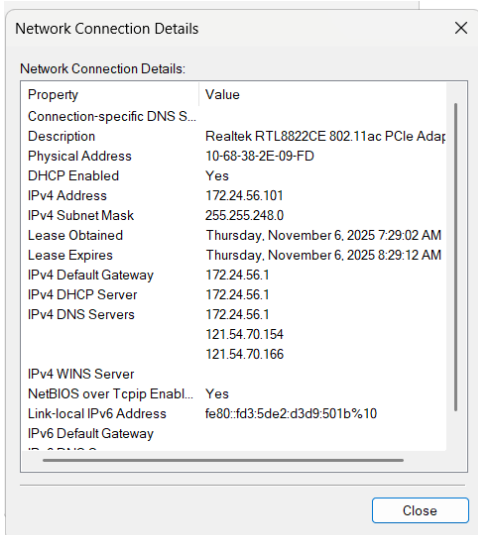 Network Connection Details
Network Connection Details:
Property Value
Connection-specific DNS S...
Description Realtek RTL8822CE 802.11ac PCIe Adap
Physical Address 10-68-38-2E-09-FD
DHCP Enabled Yes
IPv4 Address 172.24.56.101
IPv4 Subnet Mask 255.255.248.0
Lease Obtained Thursday, November 6, 2025 7:29:02 AM
Lease Expires Thursday, November 6, 2025 8:29:12 AM
IPv4 Default Gateway 172.24.56.1
IPv4 DHCP Server 172.24.56.1
IPv4 DNS Servers 172.24.56.1
121.54.70.154
121.54.70.166
IPv4 WINS Server
NetBIOS over Tcpip Enabl... Yes
Link-local IPv6 Address fe80::fd3:5de2:d3d9:501b%10
IPv6 Default Gateway
Close